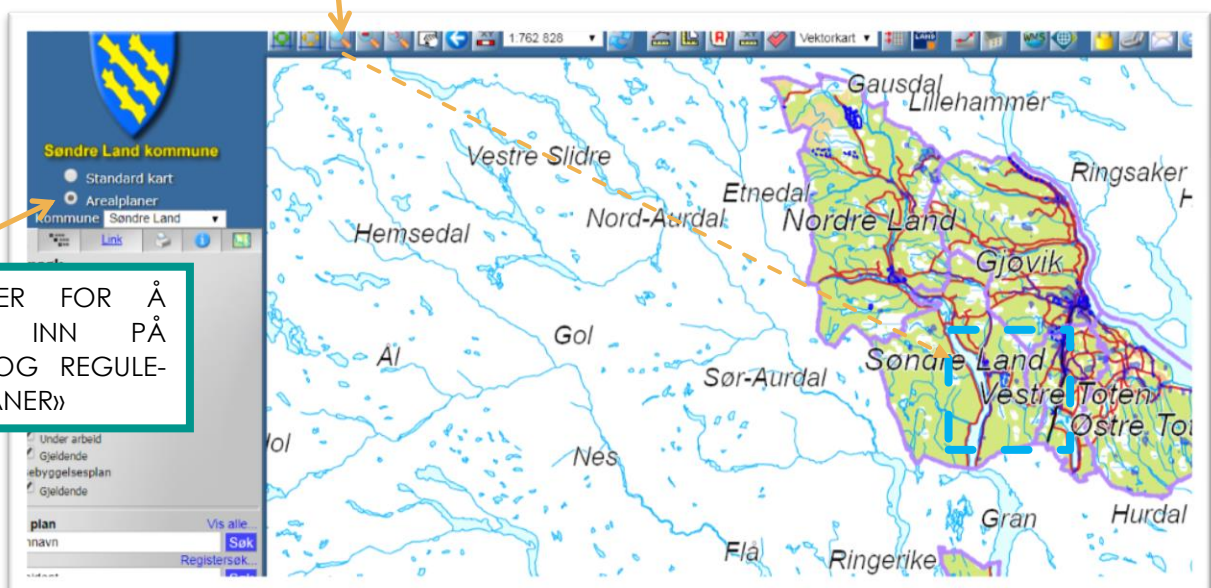 1:762 828
Vektorkart
LAND
WMS
Søndre Land kommune
Standard kart
Arealplaner
Kommune Søndre Land
Link
ER FOR Å
INN PÅ
OG REGULE-
ANER»
Under arbeid
Gjeldende
ebyggelsesplan
Gjeldende
plan Vis alle...
nnavn Søk
Registersøk...
Gausdal
Lillehammer
Vestre Slidre
Ringsaker
Etnedal
H
Nord-Aurdal
Nordre Land
Hemsedal
Gjøvik
Gol
Ål
Søndre Land
Sør-Aurdal
Vestre Toten
Østre Tot
ol
Nes
Gran
Hurdal
Flå
Ringerike